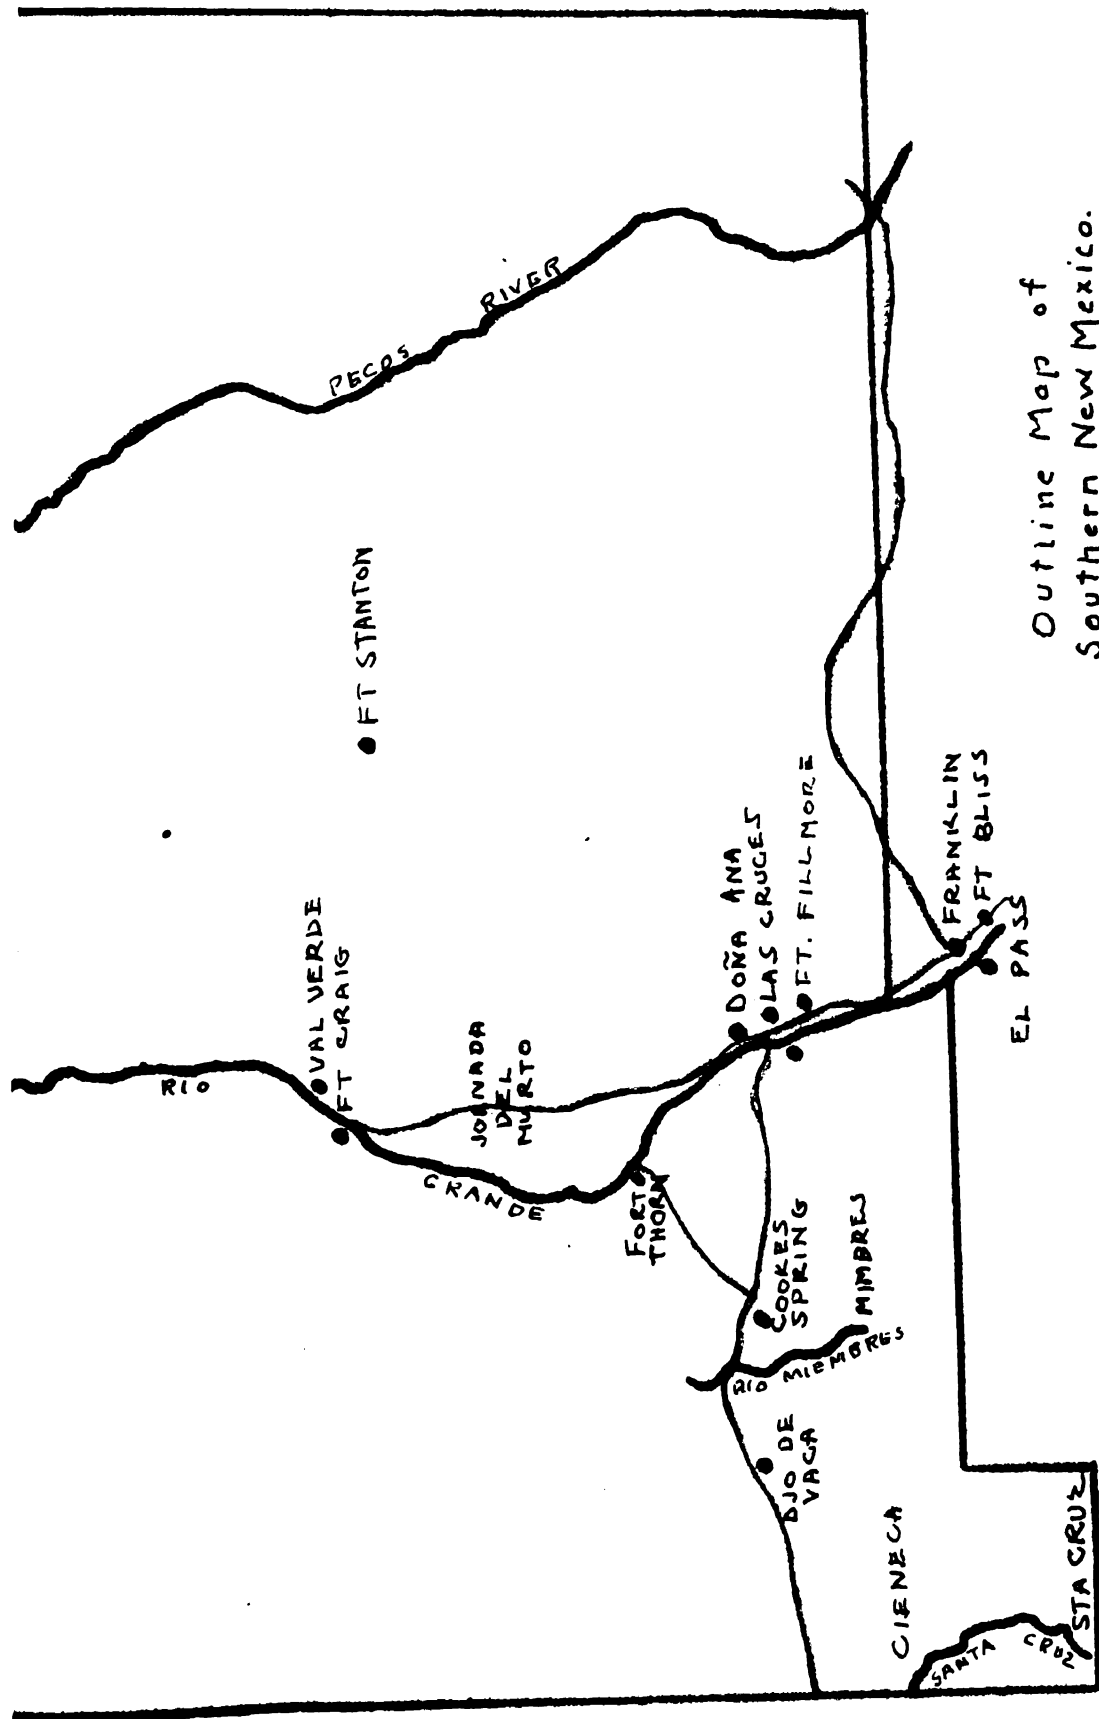 PECOS
RIVER
FT STANTON
VAL VERDE
FT CRAIG
RIO
GRANDE
JORNADA
DEL
MURTO
DOÑA ANA
LAS CRUCES
FT. FILLMORE
FORT
THORN
COOKES
SPRING
MIMBRES
RIO MIEMBRES
OJO DE
VACA
CIENECA
SANTA CRUZ
STA CRUZ
FRANKLIN
FT BLISS
EL PASS
Outline Map of
Southern New Mexico.